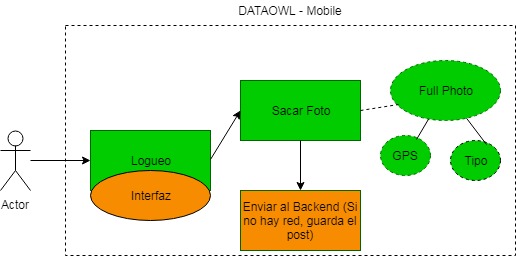 DATAOWL - Mobile
Actor
Logueo
Interfaz
Sacar Foto
Full Photo
GPS
Tipo
Enviar al Backend (Si
no hay red, guarda el
post)